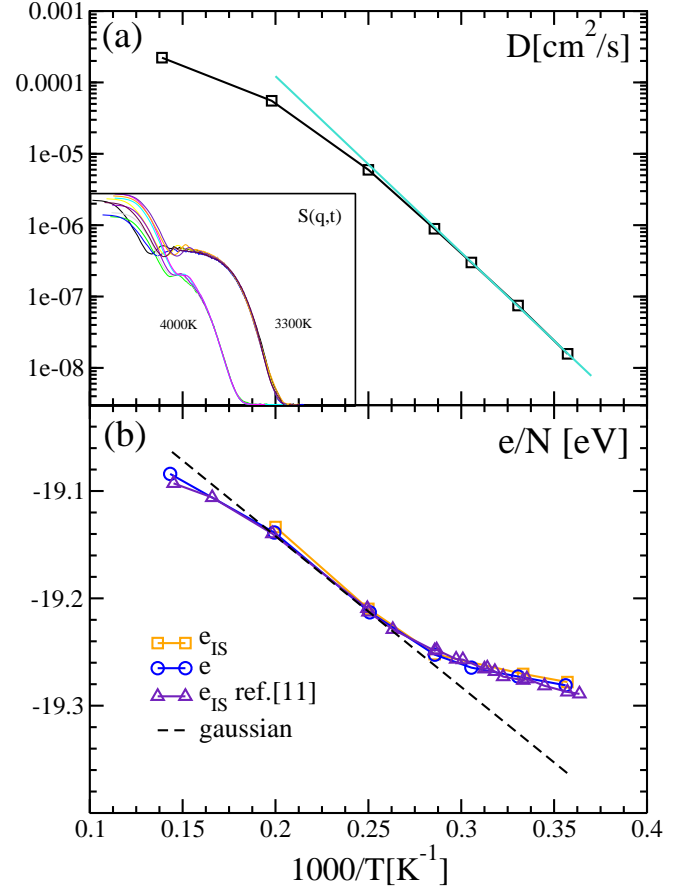 0.001
(a)
D[cm²/s]
0.0001
1e-05
1e-06
1e-07
1e-08
S(q,t)
4000K
3300K
(b)
e/N [eV]
-19.1
-19.2
-19.3
e_IS
e
e_IS ref.[11]
gaussian
0.1 0.15 0.2 0.25 0.3 0.35 0.4
1000/T[K⁻¹]